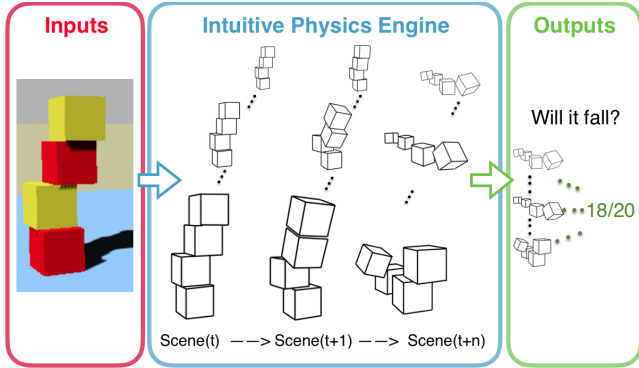 Inputs
Intuitive Physics Engine
Outputs
Will it fall?
18/20
Scene(t) ——> Scene(t+1) ——> Scene(t+n)